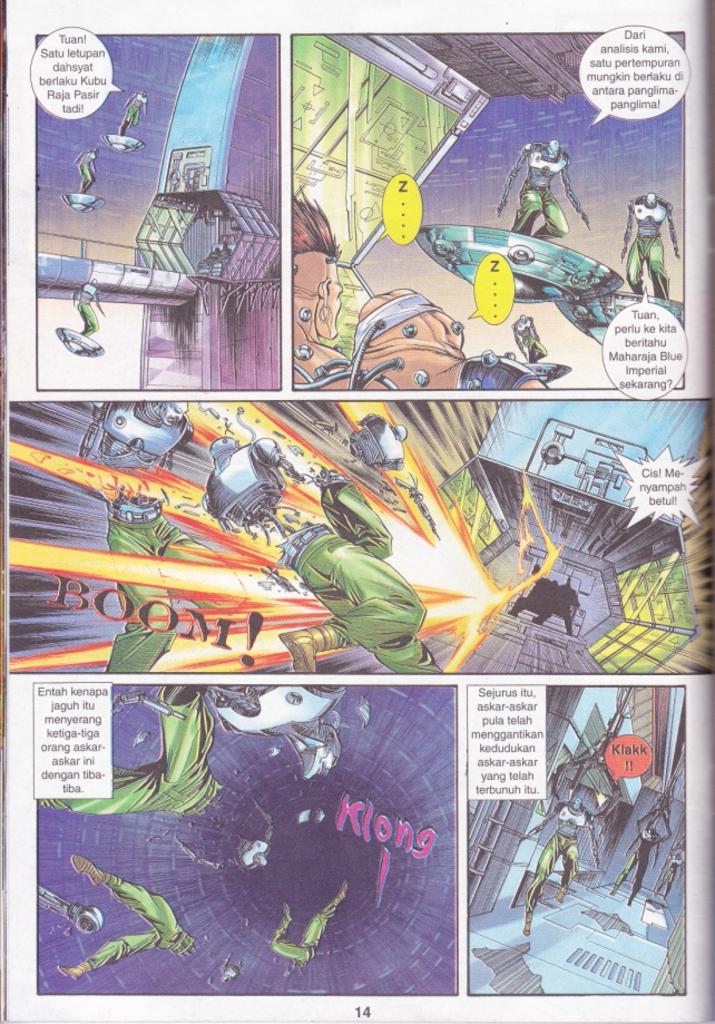 Tuan!
Satu letupan
dahsyat
berlaku Kubu
Raja Pasir
tadi!
Dari
analisis kami,
satu pertempuran
mungkin berlaku di
antara panglima-
panglima!
Z
....
Z
....
Tuan,
perlu ke kita
beritahu
Maharaja Blue
Imperial
sekarang?
Cis! Me-
nyampah
betul!
BOOM!
Entah kenapa
jaguh itu
menyerang
ketiga-tiga
orang askar-
askar ini
dengan tiba-
tiba.
Klong
!
Sejurus itu,
askar-askar
pula telah
menggantikan
kedudukan
askar-askar
yang telah
terbunuh itu.
Klakk
!!
14